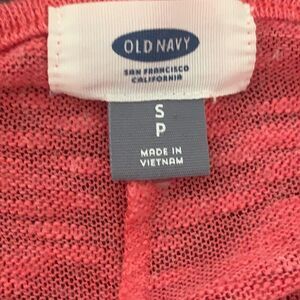 OLD NAVY
SAN FRANCISCO
CALIFORNIA
S
P
MADE IN
VIETNAM